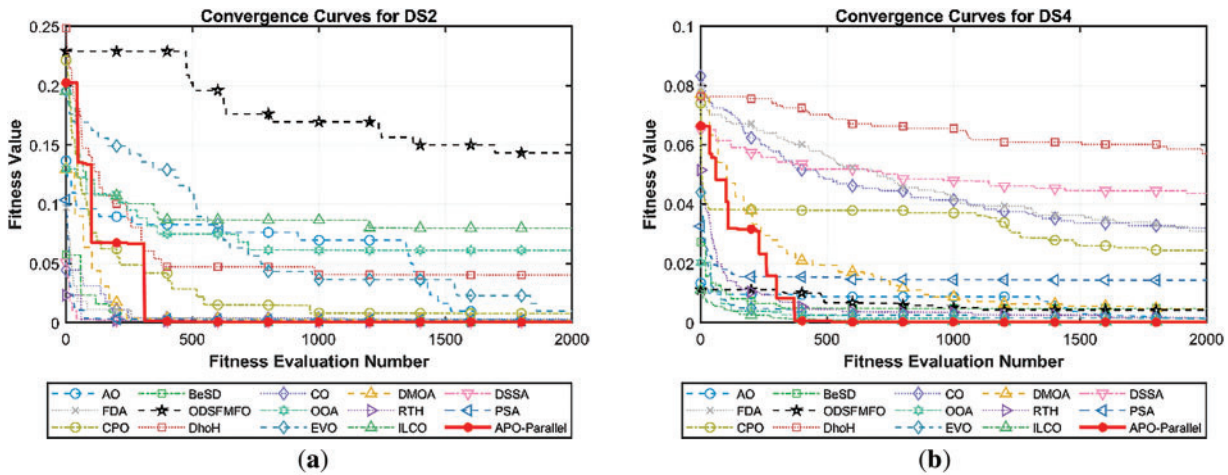 Convergence Curves for DS2
Fitness Value
0.25
0.2
0.15
0.1
0.05
0
0 500 1000 1500 2000
Fitness Evaluation Number
AO BeSD CO DMOA DSSA
FDA ODSFMFO OOA RTH PSA
CPO DhoH EVO ILCO APO-Parallel
(a)
Convergence Curves for DS4
Fitness Value
0.1
0.08
0.06
0.04
0.02
0
0 500 1000 1500 2000
Fitness Evaluation Number
AO BeSD CO DMOA DSSA
FDA ODSFMFO OOA RTH PSA
CPO DhoH EVO ILCO APO-Parallel
(b)